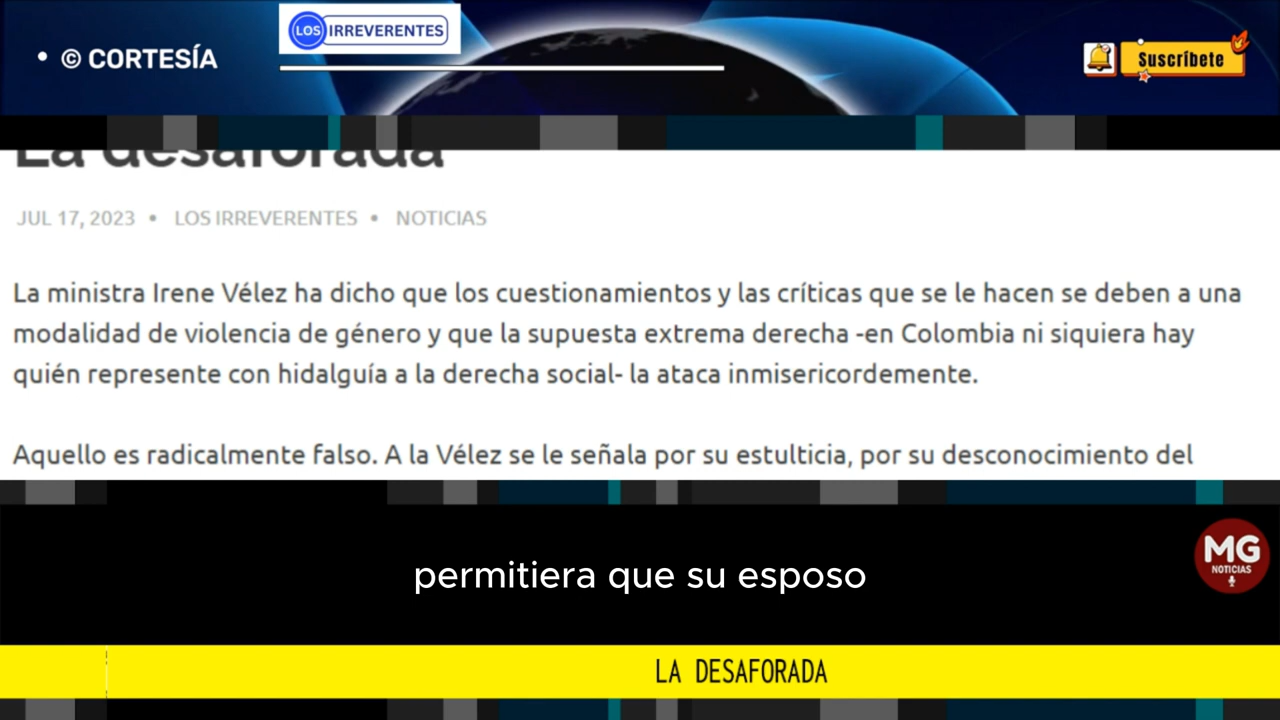 • © CORTESÍA
LOS IRREVERENTES
Suscríbete
La desaforada
JUL 17, 2023 • LOS IRREVERENTES • NOTICIAS
La ministra Irene Vélez ha dicho que los cuestionamientos y las críticas que se le hacen se deben a una
modalidad de violencia de género y que la supuesta extrema derecha -en Colombia ni siquiera hay
quién represente con hidalguía a la derecha social- la ataca inmisericordemente.
Aquello es radicalmente falso. A la Vélez se le señala por su estulticia, por su desconocimiento del
permitiera que su esposo
MG
NOTICIAS
LA DESAFORADA